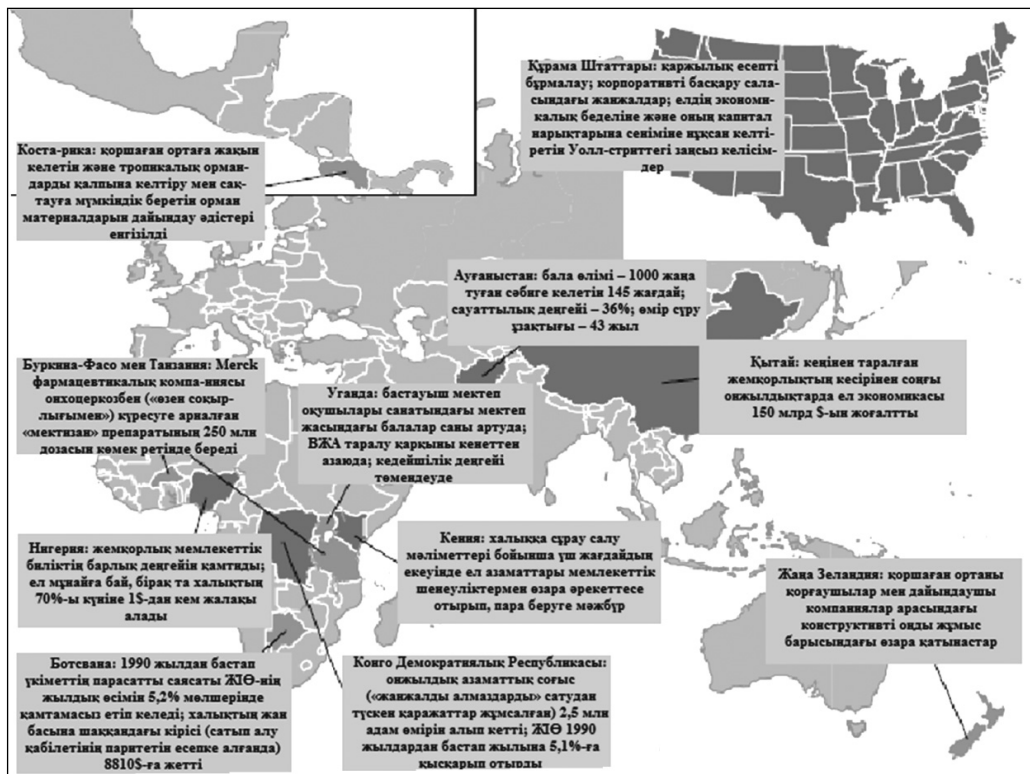 Құрама Штаттары: қаржылық есепті
бұрмалау; корпоративті басқару сала-
сындағы жанжалдар; елдің экономи-
калық беделіне және оның капитал
нарықтарына сеніміне нұқсан келті-
ретін Уолл-стриттегі заңсыз келісім-
дер
Коста-рика: қоршаған ортаға жақын
келетін және тропикалық орман-
дарды қалпына келтіру мен сақ-
тауға мүмкіндік беретін орман
материалдарын дайындау әдістері
енгізілді
Ауғаныстан: бала өлімі – 1000 жаңа
туған сәбиге келетін 145 жағдай;
сауаттылық деңгейі – 36%; өмір сүру
ұзақтығы – 43 жыл
Буркина-Фасо мен Танзания: Merck
фармацевтикалық компа-ниясы
онхоцеркозбен («өзен соқыр-
лығымен») күресуге арналған
«мектизан» препаратының 250 млн
дозасын көмек ретінде береді
Уганда: бастауыш мектеп
оқушылары санатындағы мектеп
жасындағы балалар саны артуда;
ВЖА таралу қарқыны кенеттен
азаюда; кедейшілік деңгейі
төмендеуде
Қытай: кеңінен таралған
жемқорлықтың кесірінен соңғы
онжылдықтарда ел экономикасы
150 млрд $-ын жоғалтты
Нигерия: жемқорлық мемлекеттік
биліктің барлық деңгейін қамтиды;
ел мұнайға бай, бірақ та халықтың
70%-ы күніне 1$-дан кем жалақы
алады
Кения: халыққа сұрау салу
мәліметтері бойынша үш жағдайдың
екеуінде ел азаматтары мемлекеттік
шенеуліктермен өзара әрекеттесе
отырып, пара беруге мәжбүр
Жаңа Зеландия: қоршаған ортаны
қорғаушылар мен дайындаушы
компаниялар арасындағы
конструктивті оңды жұмыс
барысындағы өзара қатынастар
Ботсвана: 1990 жылдан бастап
үкіметтің парасатты саясаты ЖІӨ-нің
жылдық өсімін 5,2% мөлшерінде
қамтамасыз етіп келеді; халықтың жан
басына шаққандағы кірісі (сатып алу
қабілетінің паритетін есепке алғанда)
8810$-ға жетті
Конго Демократиялық Республикасы:
онжылдық азаматтық соғыс
(«жанжалды алмаздарды» сатудан
түскен қаражаттар жұмсалған) 2,5 млн
адам өмірін алып кетті; ЖІӨ 1990
жылдардан бастап жылына 5,1%-ға
қысқарып отырды